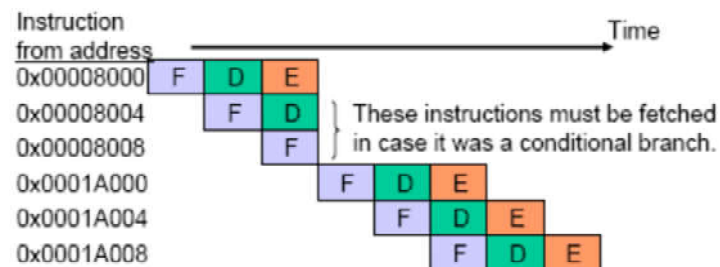 Instruction
from address
Time
0x00008000 F D E
0x00008004 F D
These instructions must be fetched
0x00008008 F
in case it was a conditional branch.
0x0001A000 F D E
0x0001A004 F D E
0x0001A008 F D E